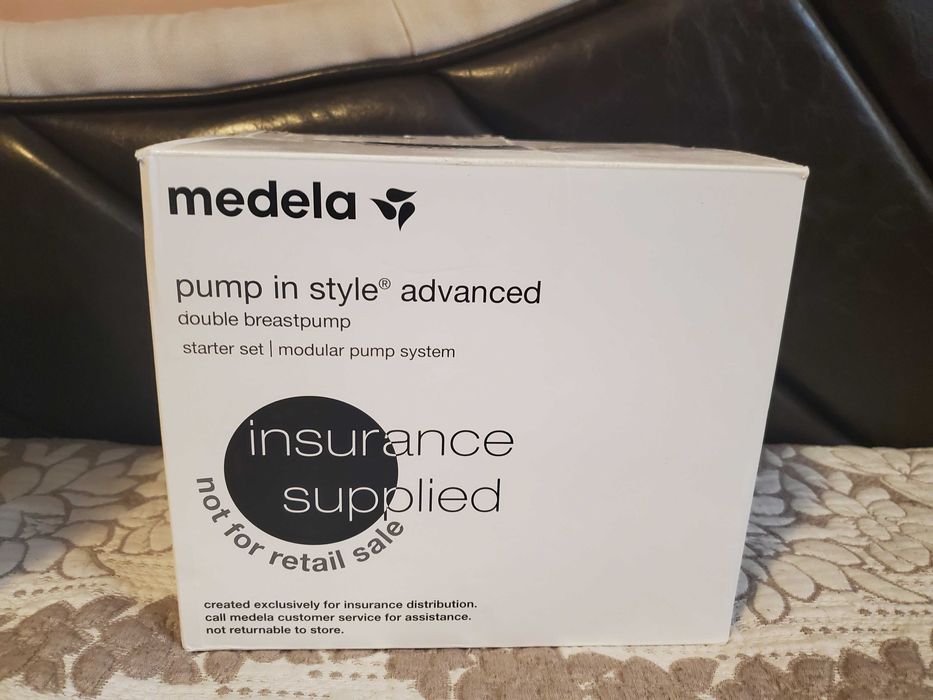 medela
pump in style® advanced
double breastpump
starter set | modular pump system
insurance
supplied
not for retail sale
created exclusively for insurance distribution.
call medela customer service for assistance.
not returnable to store.